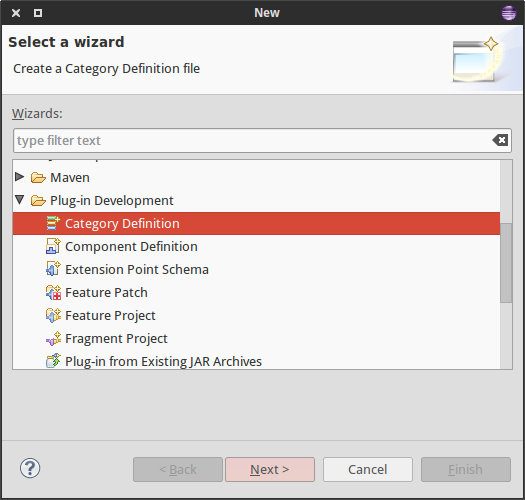 New
Select a wizard
Create a Category Definition file
Wizards:
type filter text
Maven
Plug-in Development
Category Definition
Component Definition
Extension Point Schema
Feature Patch
Feature Project
Fragment Project
Plug-in from Existing JAR Archives
< Back
Next >
Cancel
Finish